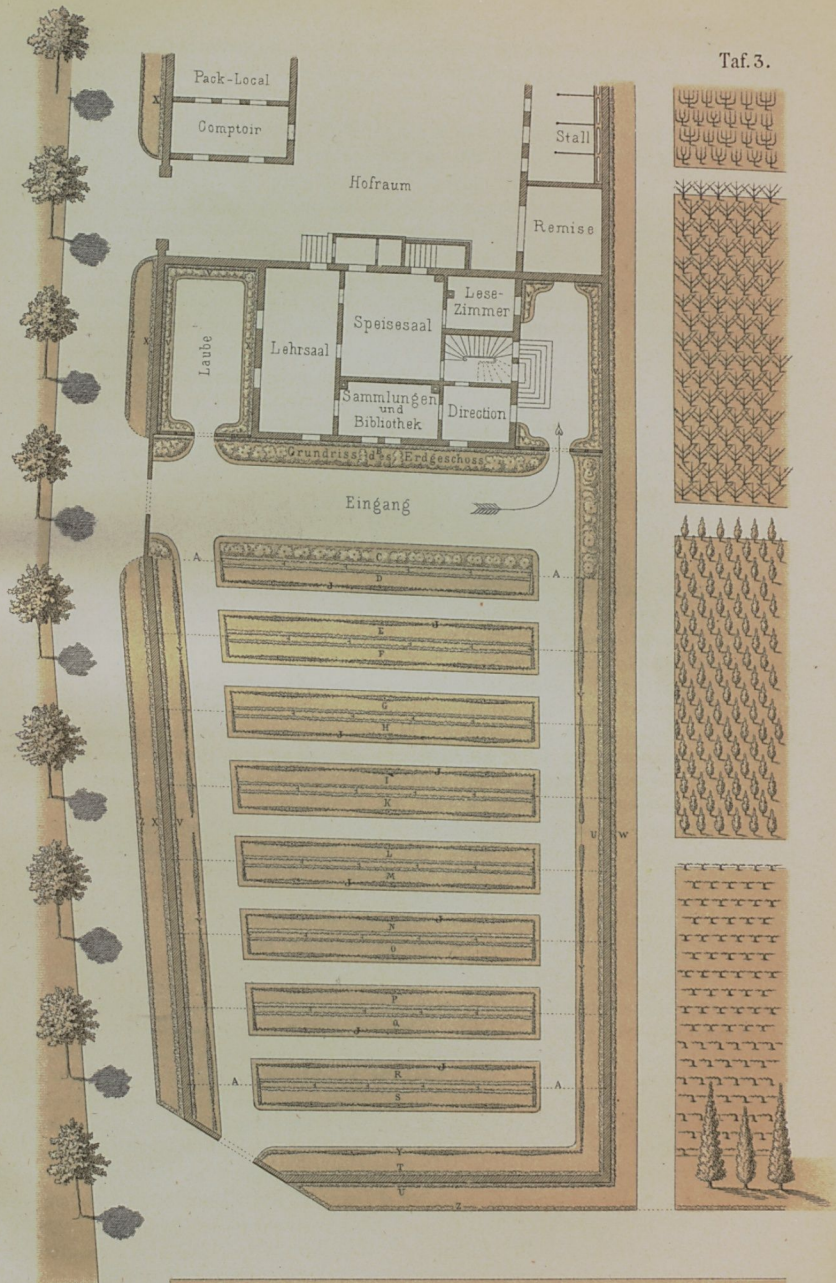 Taf. 3.
Pack-Local
X
Comptoir
Stall
Hofraum
Remise
Lese-
Zimmer
Speisesaal
Laube
Lehrsaal
X
Sammlungen
und
Bibliothek
Direction
Grundriss des Erdgeschoss
Eingang
A
C
D
J
A
J
E
F
Y
G
H
J
Y
J
I
K
Z X V
L
M
U
W
Y
N
J
O
Y
P
Q
J
A
J
R
S
A
Y
T
U
Z